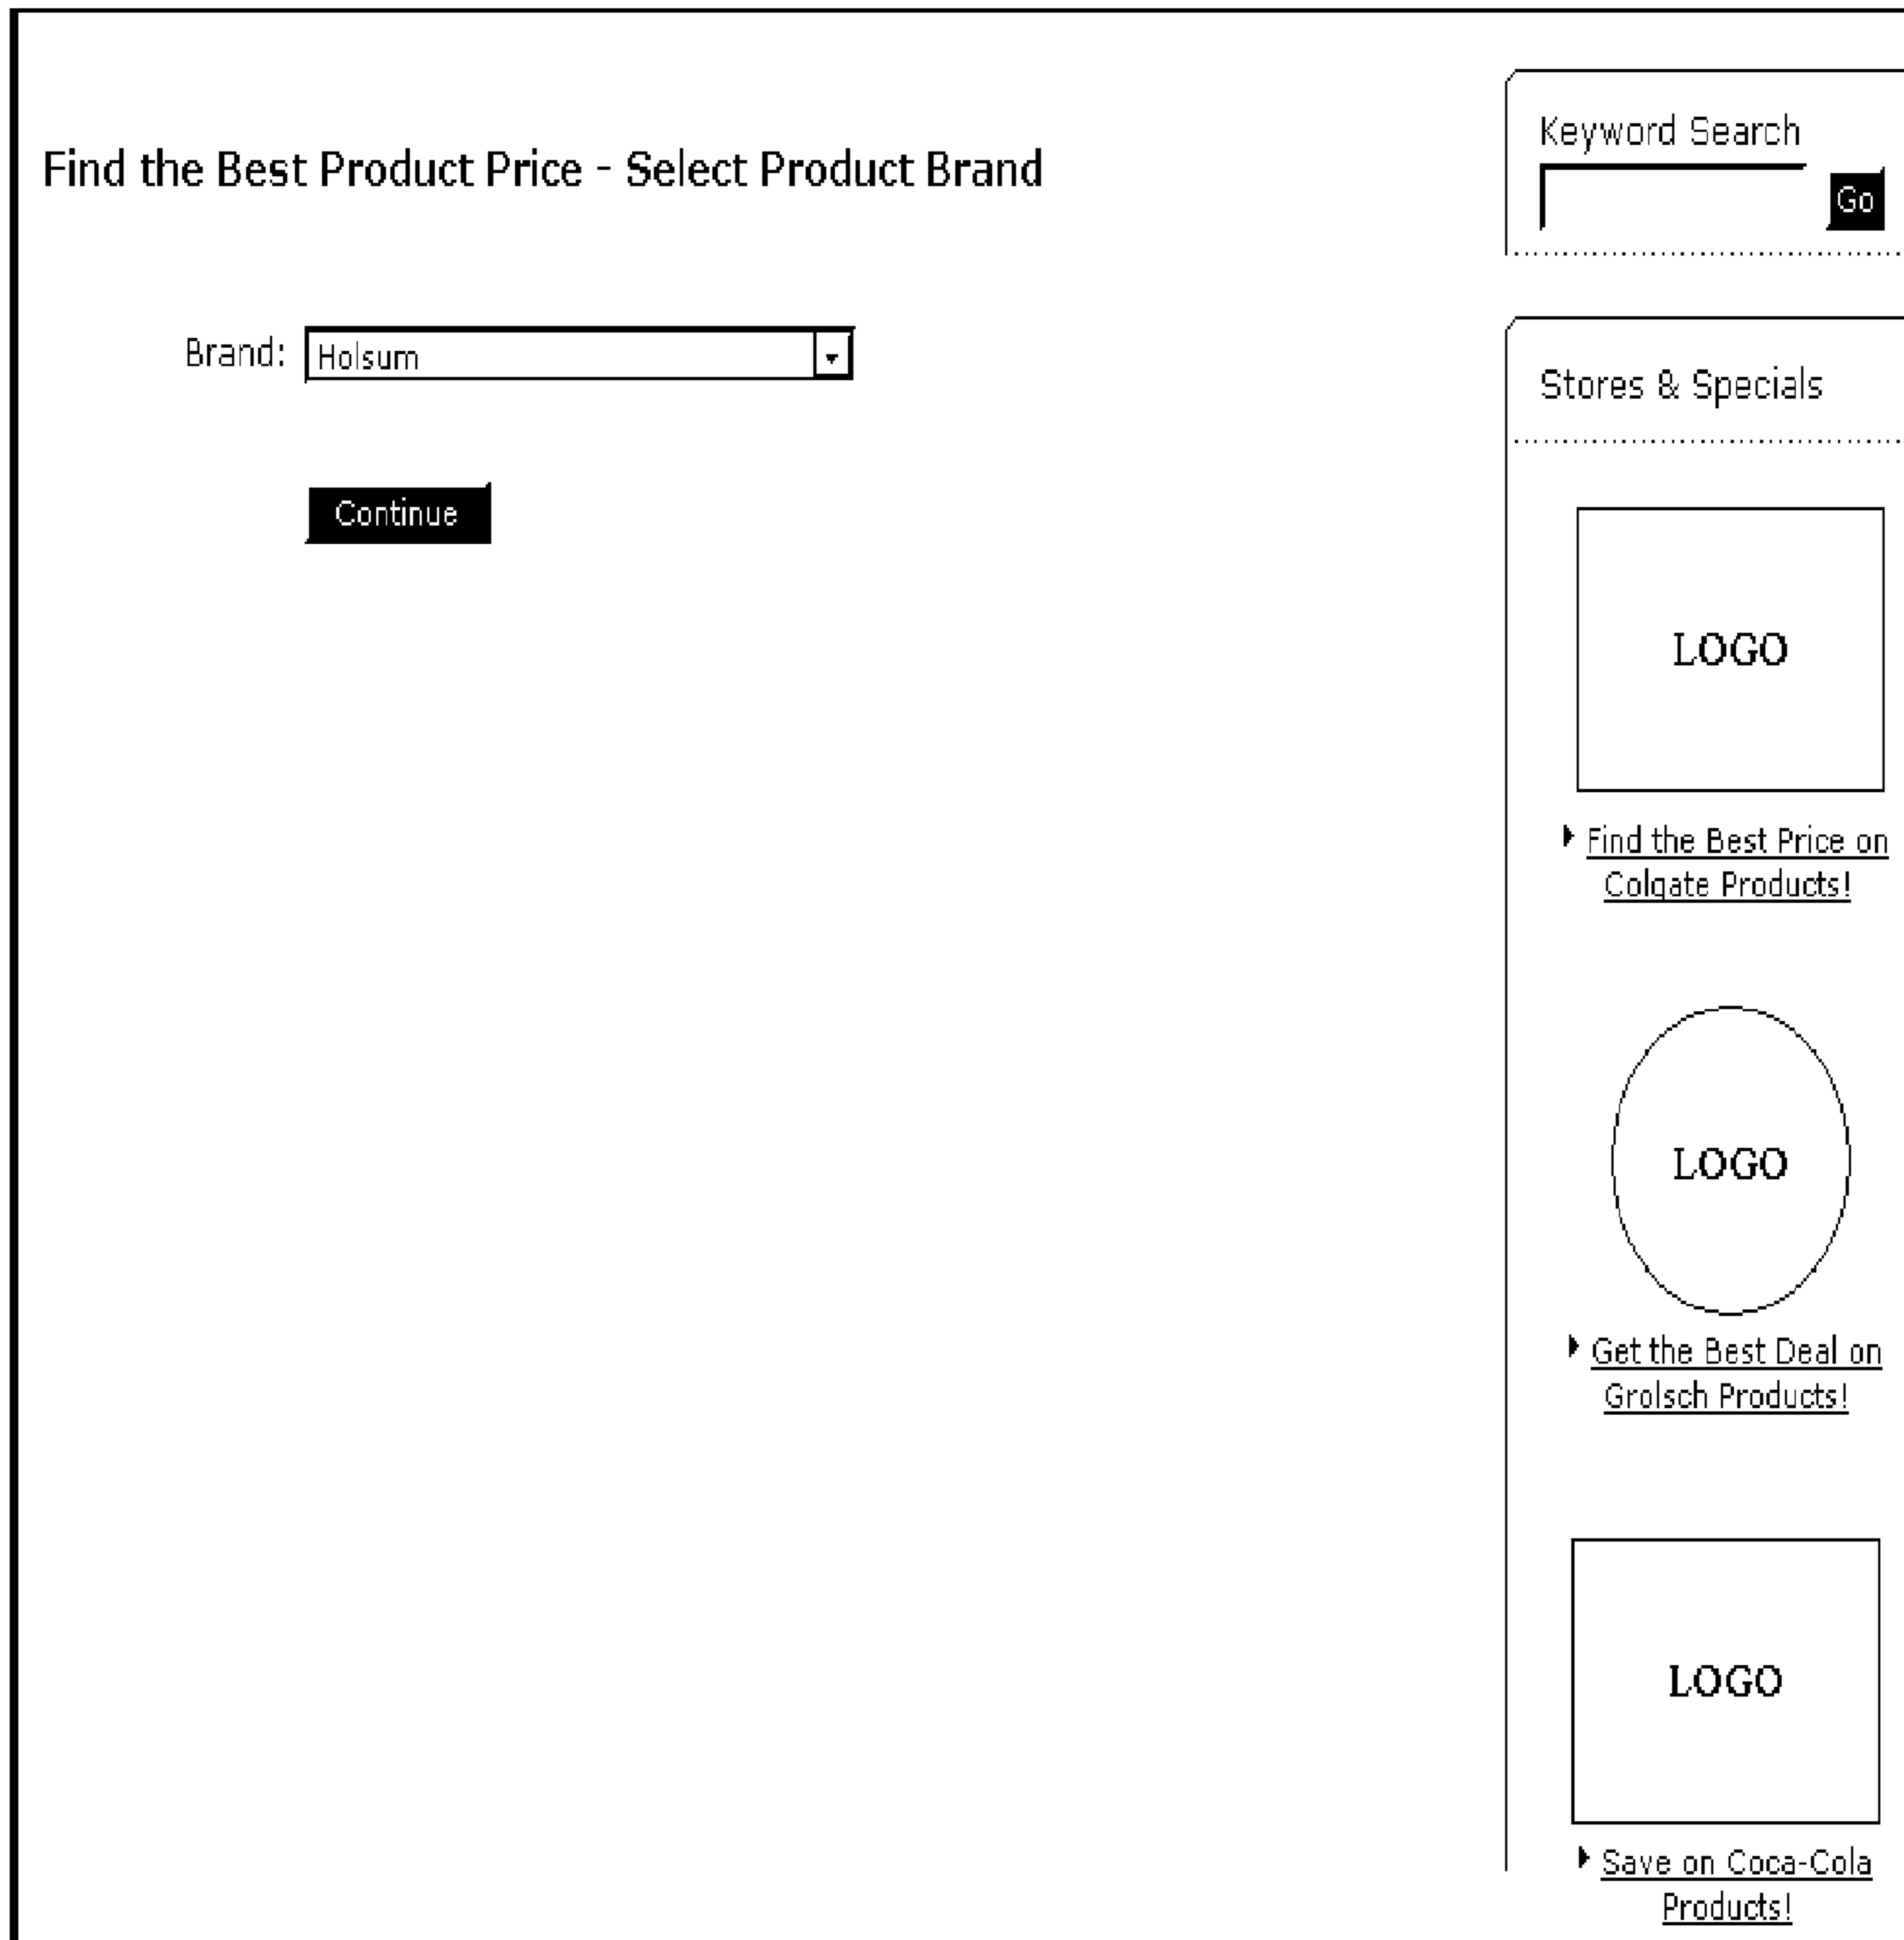 Find the Best Product Price - Select Product Brand
Brand:
Holsum
Continue
Keyword Search
Go
Stores & Specials
LOGO
Find the Best Price on
Colgate Products!
LOGO
Get the Best Deal on
Grolsch Products!
LOGO
Save on Coca-Cola
Products!